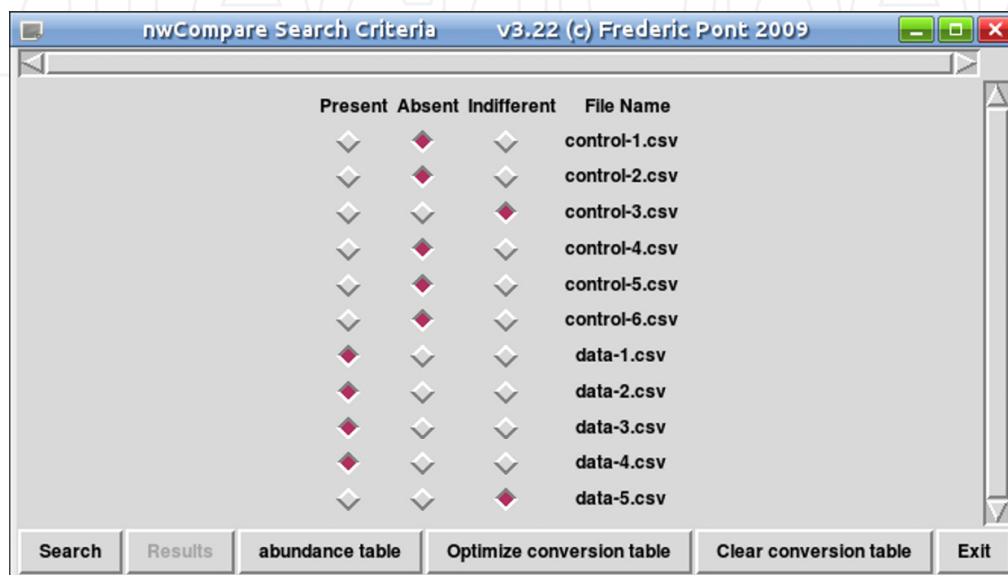 nwCompare Search Criteria v3.22 (c) Frederic Pont 2009
Present Absent Indifferent File Name
control-1.csv
control-2.csv
control-3.csv
control-4.csv
control-5.csv
control-6.csv
data-1.csv
data-2.csv
data-3.csv
data-4.csv
data-5.csv
Search Results abundance table Optimize conversion table Clear conversion table Exit